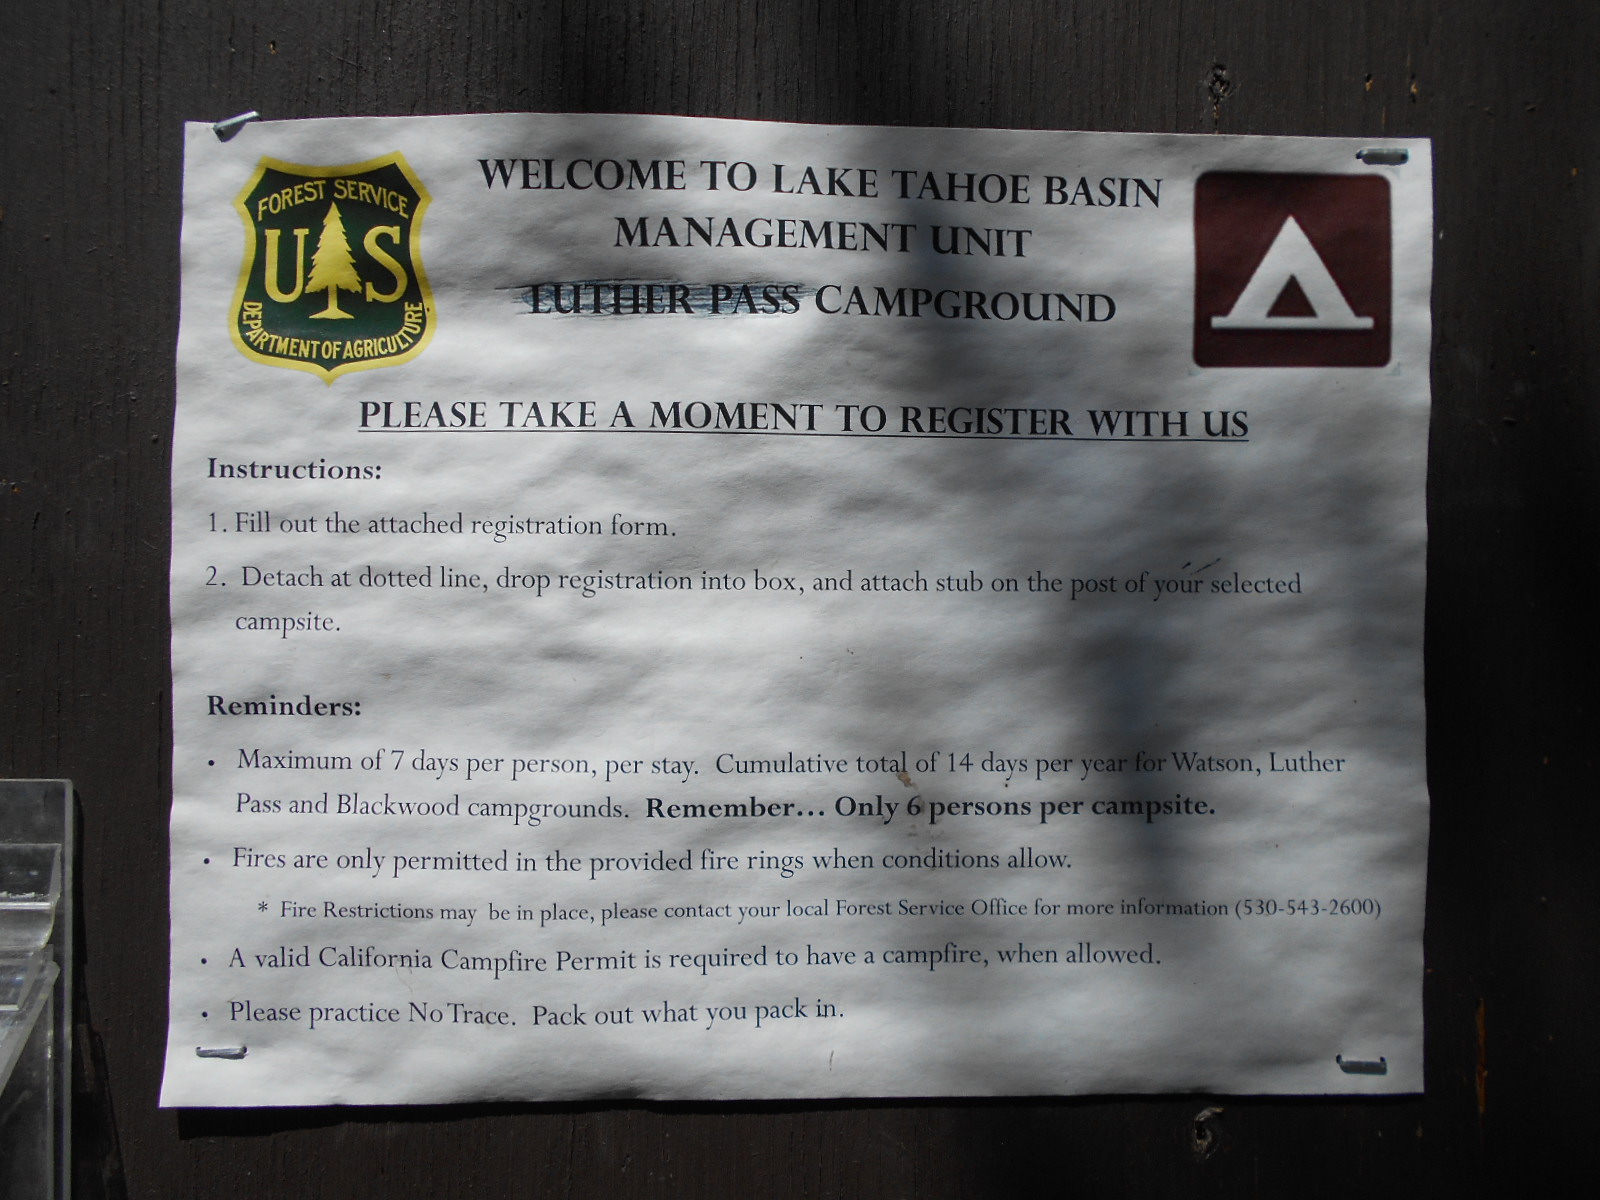 FOREST SERVICE
US
DEPARTMENT OF AGRICULTURE
WELCOME TO LAKE TAHOE BASIN
MANAGEMENT UNIT
LUTHER PASS CAMPGROUND
PLEASE TAKE A MOMENT TO REGISTER WITH US
Instructions:
1. Fill out the attached registration form.
2. Detach at dotted line, drop registration into box, and attach stub on the post of your selected
campsite.
Reminders:
• Maximum of 7 days per person, per stay. Cumulative total of 14 days per year for Watson, Luther
Pass and Blackwood campgrounds. Remember... Only 6 persons per campsite.
• Fires are only permitted in the provided fire rings when conditions allow.
* Fire Restrictions may be in place, please contact your local Forest Service Office for more information (530-543-2600)
• A valid California Campfire Permit is required to have a campfire, when allowed.
• Please practice No Trace. Pack out what you pack in.